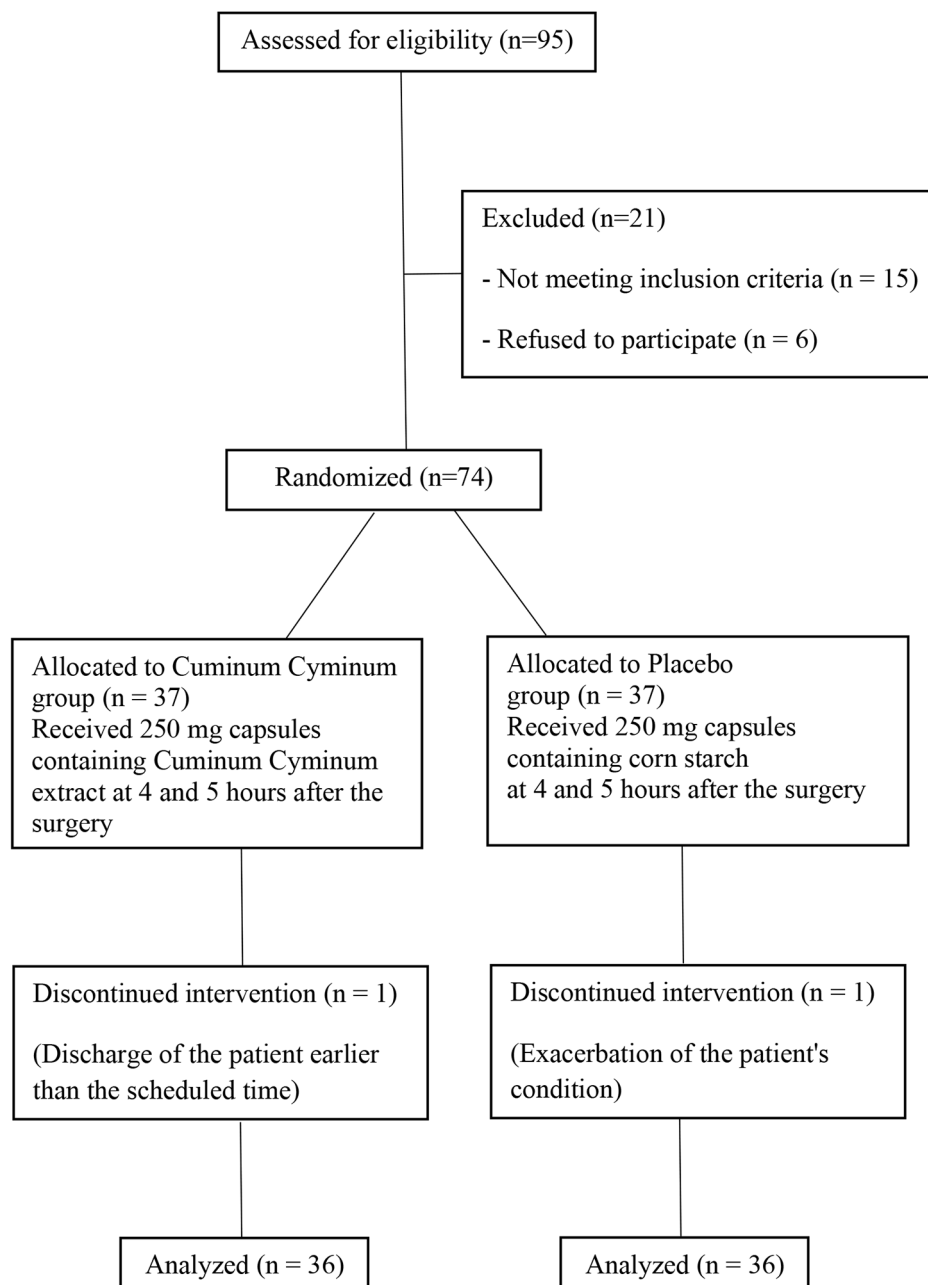 Assessed for eligibility (n=95)
Excluded (n=21)
- Not meeting inclusion criteria (n = 15)
- Refused to participate (n = 6)
Randomized (n=74)
Allocated to Cuminum Cyminum
group (n = 37)
Received 250 mg capsules
containing Cuminum Cyminum
extract at 4 and 5 hours after the
surgery
Allocated to Placebo
group (n = 37)
Received 250 mg capsules
containing corn starch
at 4 and 5 hours after the surgery
Discontinued intervention (n = 1)
(Discharge of the patient earlier
than the scheduled time)
Discontinued intervention (n = 1)
(Exacerbation of the patient's
condition)
Analyzed (n = 36)
Analyzed (n = 36)